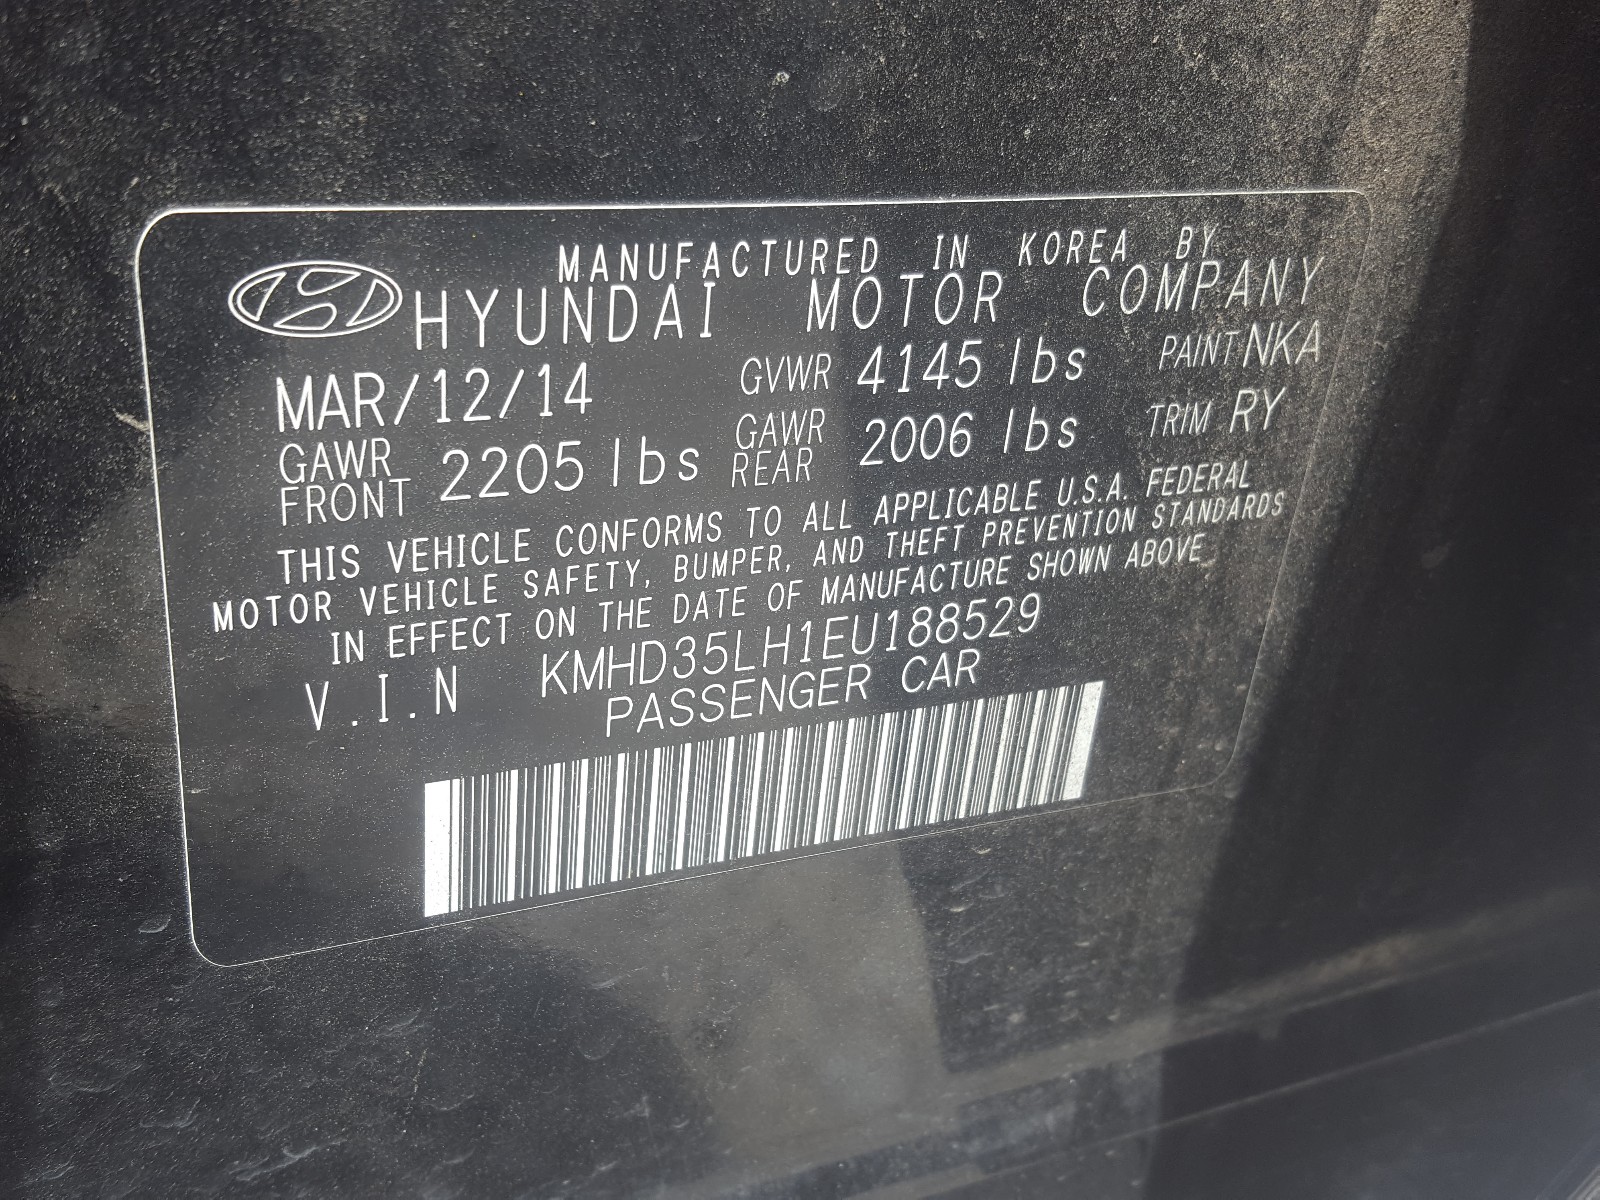 MANUFACTURED IN KOREA BY
HYUNDAI MOTOR COMPANY
MAR/12/14 GVWR 4145 lbs PAINT NKA
GAWR FRONT 2205 lbs GAWR REAR 2006 lbs TRIM RY
THIS VEHICLE CONFORMS TO ALL APPLICABLE U.S.A. FEDERAL
MOTOR VEHICLE SAFETY, BUMPER, AND THEFT PREVENTION STANDARDS
IN EFFECT ON THE DATE OF MANUFACTURE SHOWN ABOVE
V.I.N KMHD35LH1EU188529
PASSENGER CAR